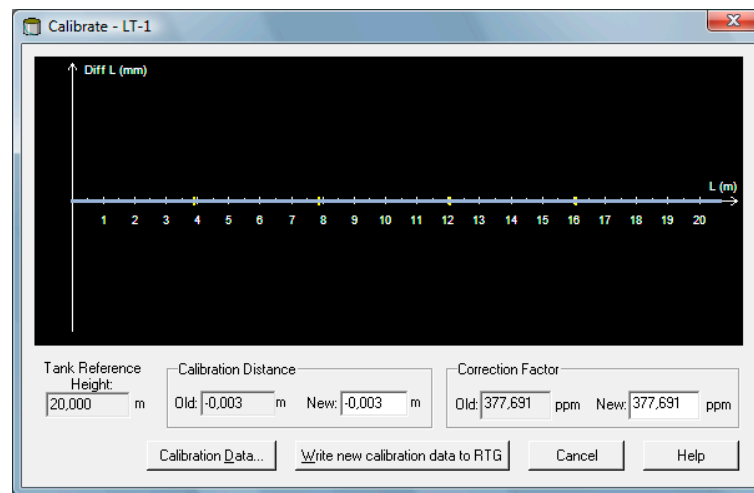 Calibrate - LT-1
Diff L (mm)
L (m)
1 2 3 4 5 6 7 8 9 10 11 12 13 14 15 16 17 18 19 20
Tank Reference
Height:
20,000 m
Calibration Distance
Old: -0,003 m New: -0,003 m
Correction Factor
Old: 377,691 ppm New: 377,691 ppm
Calibration Data... Write new calibration data to RTG Cancel Help